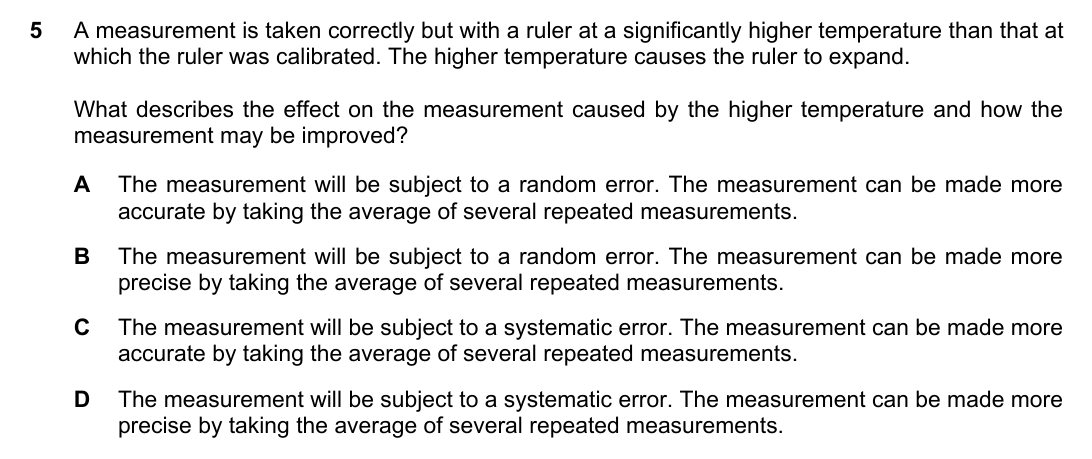 5 A measurement is taken correctly but with a ruler at a significantly higher temperature than that at
which the ruler was calibrated. The higher temperature causes the ruler to expand.
What describes the effect on the measurement caused by the higher temperature and how the
measurement may be improved?
A The measurement will be subject to a random error. The measurement can be made more
accurate by taking the average of several repeated measurements.
B The measurement will be subject to a random error. The measurement can be made more
precise by taking the average of several repeated measurements.
C The measurement will be subject to a systematic error. The measurement can be made more
accurate by taking the average of several repeated measurements.
D The measurement will be subject to a systematic error. The measurement can be made more
precise by taking the average of several repeated measurements.